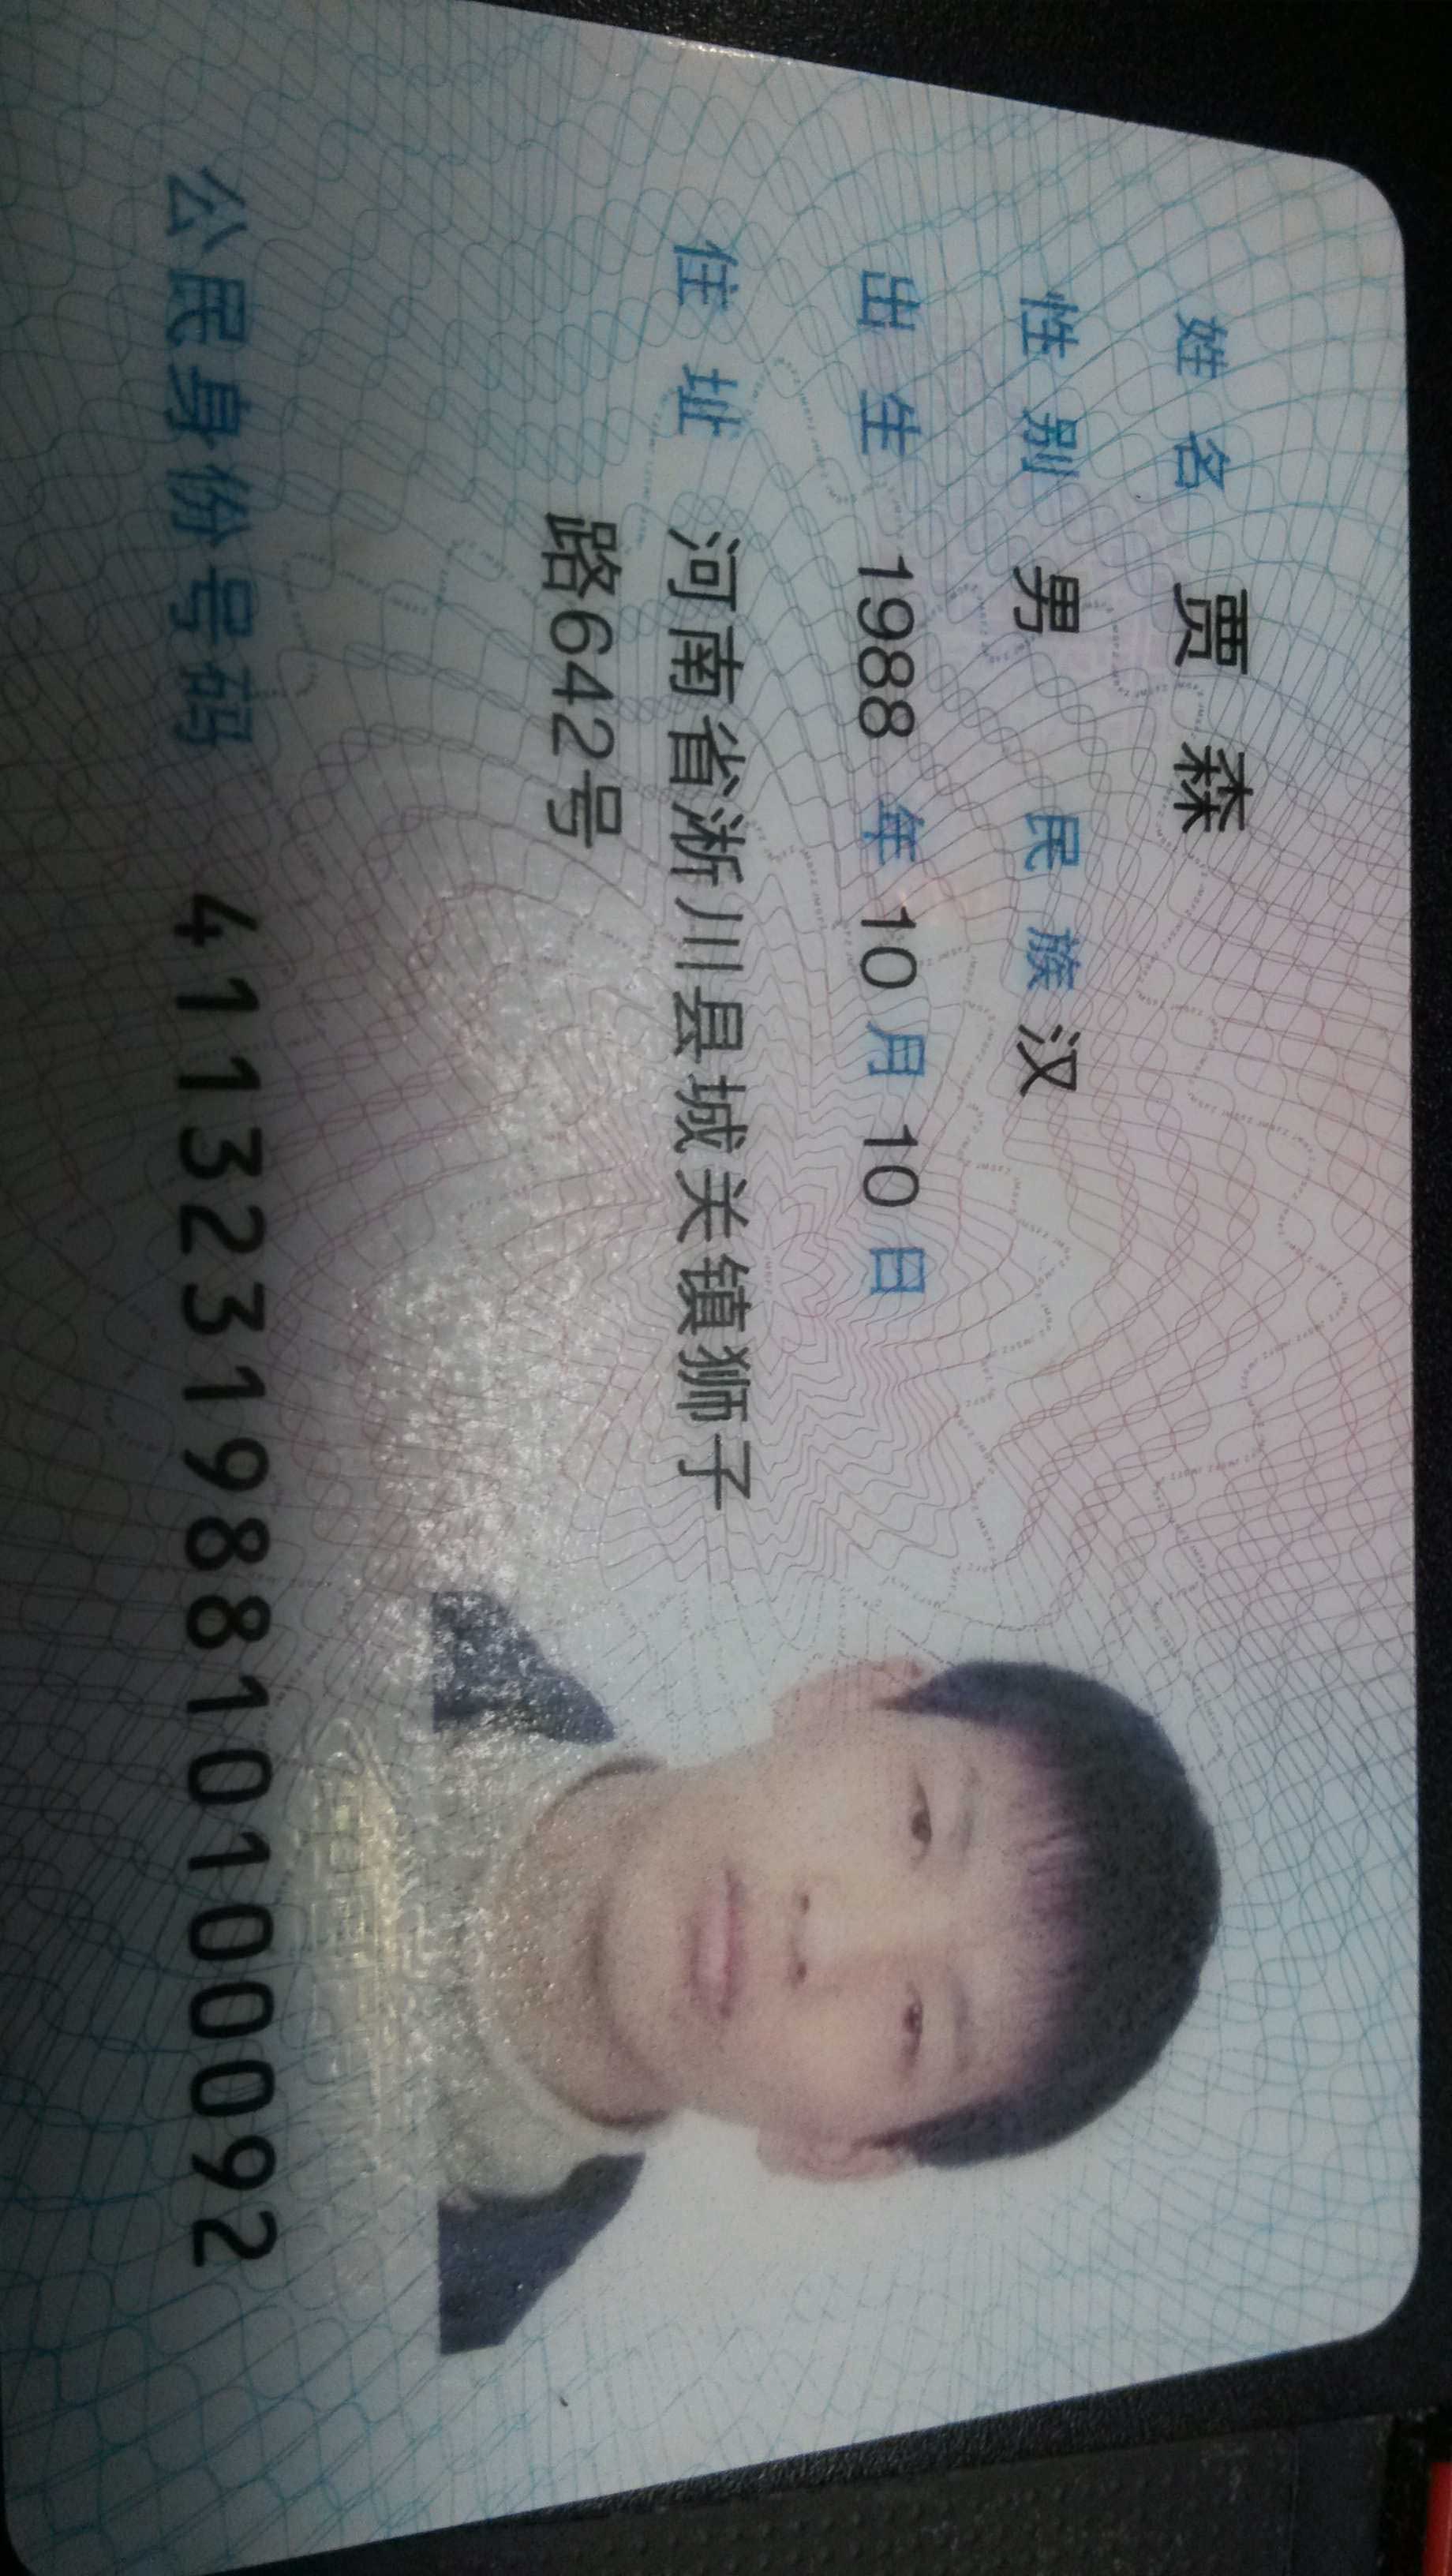 姓名 贾森
性别 男 民族 汉
出生 1988 年 10 月 10 日
住址 河南省淅川县城关镇狮子
路642号
公民身份号码 411323198810100092